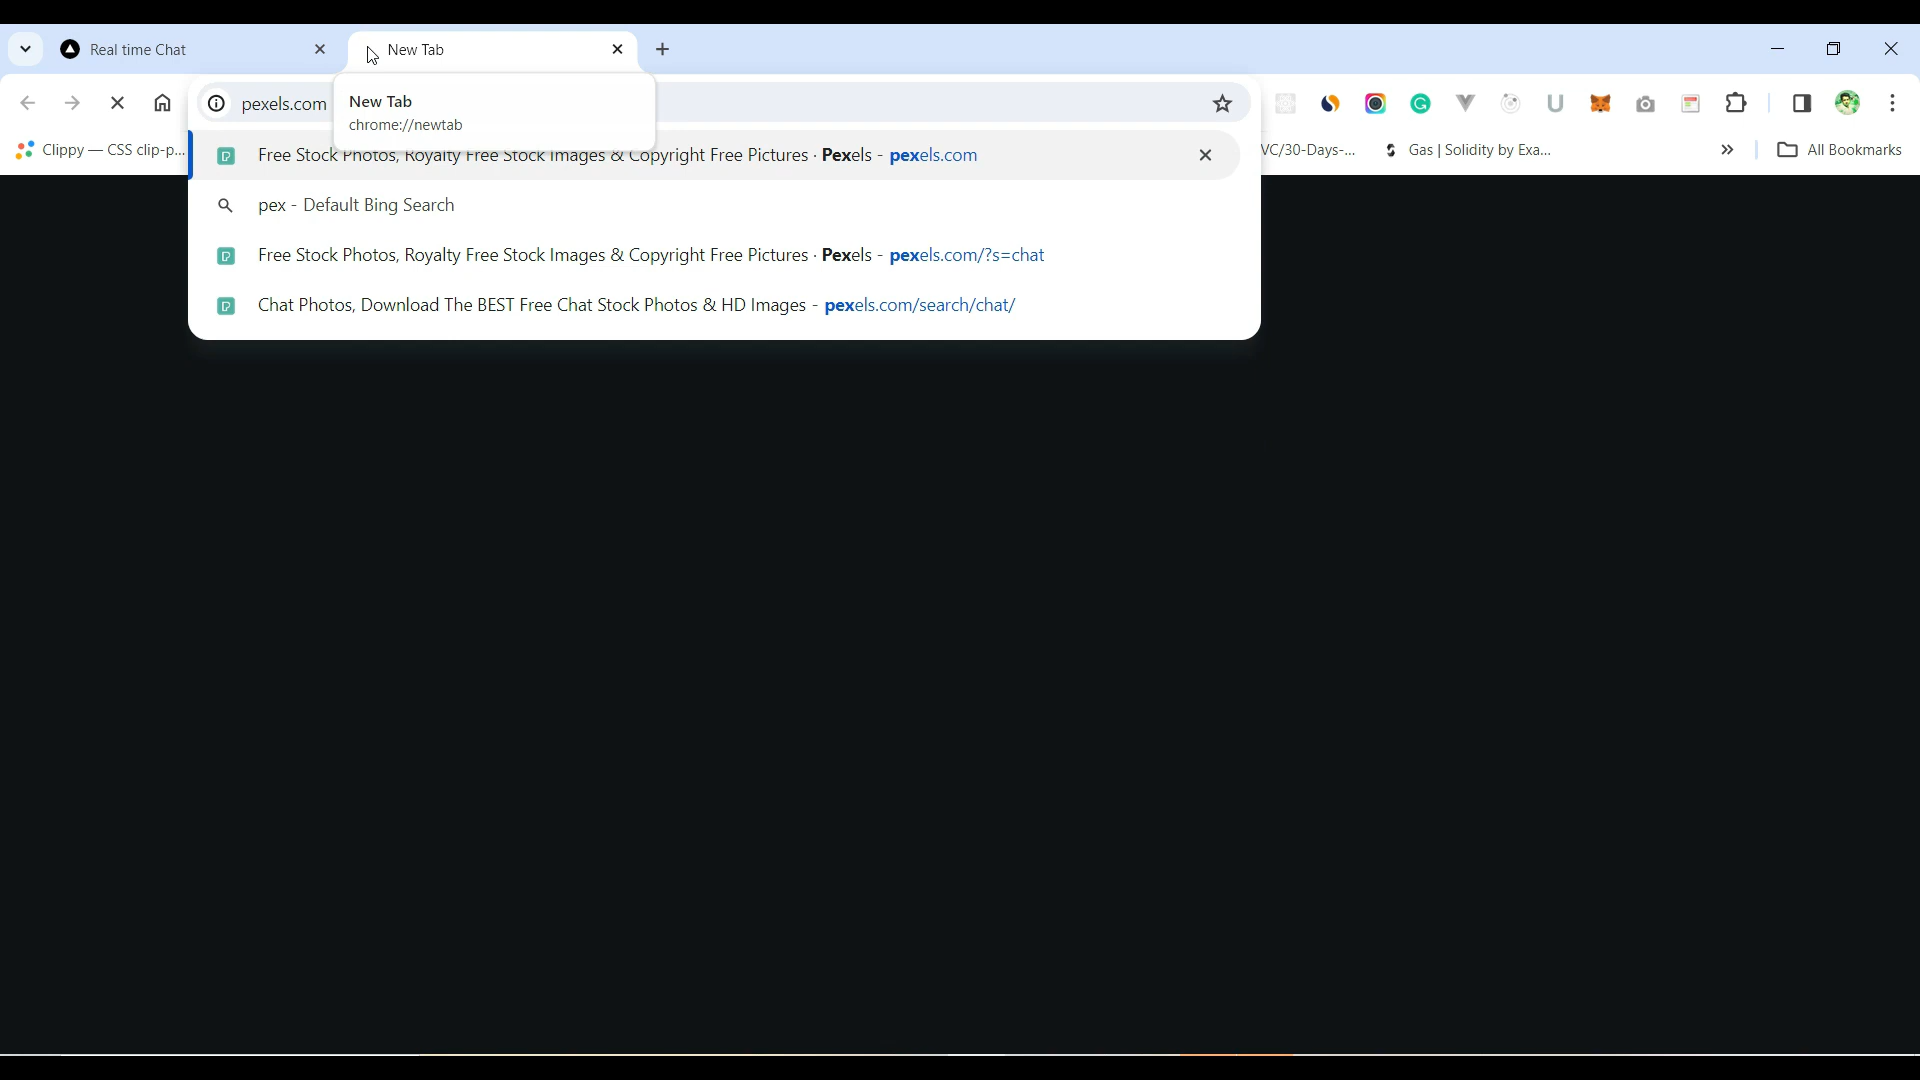 Real time Chat
New Tab
pexels.com
New Tab
chrome://newtab
Clippy — CSS clip-p...
Free Stock Photos, Royalty Free Stock Images & Copyright Free Pictures · Pexels - pexels.com
VC/30-Days-...
Gas | Solidity by Exa...
All Bookmarks
pex - Default Bing Search
Free Stock Photos, Royalty Free Stock Images & Copyright Free Pictures · Pexels - pexels.com/?s=chat
Chat Photos, Download The BEST Free Chat Stock Photos & HD Images - pexels.com/search/chat/